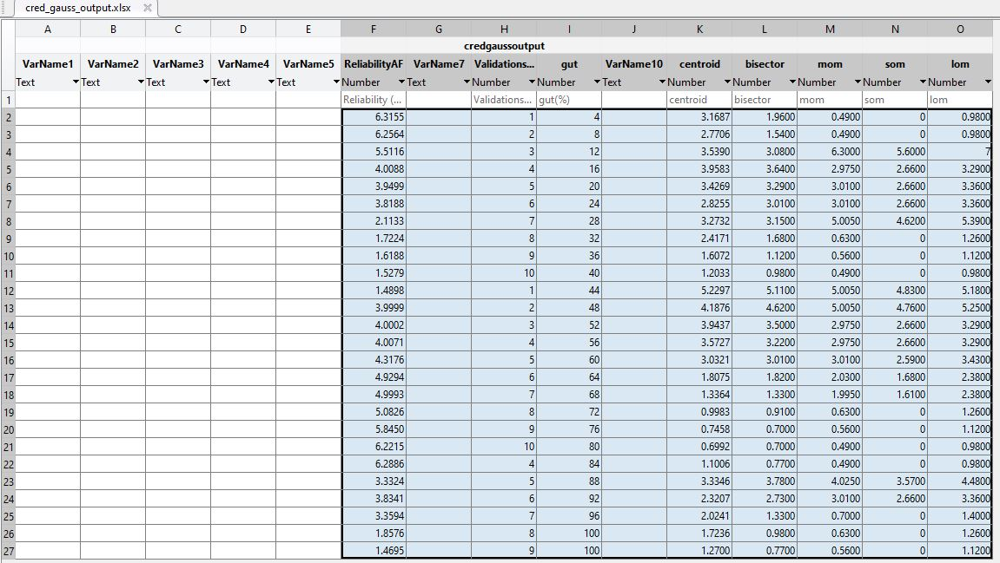 cred_gauss_output.xlsx
A B C D E F G H I J K L M N O
credgaussoutput
VarName1 VarName2 VarName3 VarName4 VarName5 ReliabilityAF VarName7 Validations... gut VarName10 centroid bisector mom som lom
Text Text Text Text Text Number Text Number Number Text Number Number Number Number Number
1 Reliability (... Validations... gut(%) centroid bisector mom som lom
2 6.3155 1 4 3.1687 1.9600 0.4900 0 0.9800
3 6.2564 2 8 2.7706 1.5400 0.4900 0 0.9800
4 5.5116 3 12 3.5390 3.0800 6.3000 5.6000 7
5 4.0088 4 16 3.9583 3.6400 2.9750 2.6600 3.2900
6 3.9499 5 20 3.4269 3.2900 3.0100 2.6600 3.3600
7 3.8188 6 24 2.8255 3.0100 3.0100 2.6600 3.3600
8 2.1133 7 28 3.2732 3.1500 5.0050 4.6200 5.3900
9 1.7224 8 32 2.4171 1.6800 0.6300 0 1.2600
10 1.6188 9 36 1.6072 1.1200 0.5600 0 1.1200
11 1.5279 10 40 1.2033 0.9800 0.4900 0 0.9800
12 1.4898 1 44 5.2297 5.1100 5.0050 4.8300 5.1800
13 3.9999 2 48 4.1876 4.6200 5.0050 4.7600 5.2500
14 4.0002 3 52 3.9437 3.5000 2.9750 2.6600 3.2900
15 4.0071 4 56 3.5727 3.2200 2.9750 2.6600 3.2900
16 4.3176 5 60 3.0321 3.0100 3.0100 2.5900 3.4300
17 4.9294 6 64 1.8075 1.8200 2.0300 1.6800 2.3800
18 4.9993 7 68 1.3364 1.3300 1.9950 1.6100 2.3800
19 5.0826 8 72 0.9983 0.9100 0.6300 0 1.2600
20 5.8450 9 76 0.7458 0.7000 0.5600 0 1.1200
21 6.2215 10 80 0.6992 0.7000 0.4900 0 0.9800
22 6.2886 4 84 1.1006 0.7700 0.4900 0 0.9800
23 3.3324 5 88 3.3346 3.7800 4.0250 3.5700 4.4800
24 3.8341 6 92 2.3207 2.7300 3.0100 2.6600 3.3600
25 3.3594 7 96 2.0241 1.3300 0.7000 0 1.4000
26 1.8576 8 100 1.7236 0.9800 0.6300 0 1.2600
27 1.4695 9 100 1.2700 0.7700 0.5600 0 1.1200